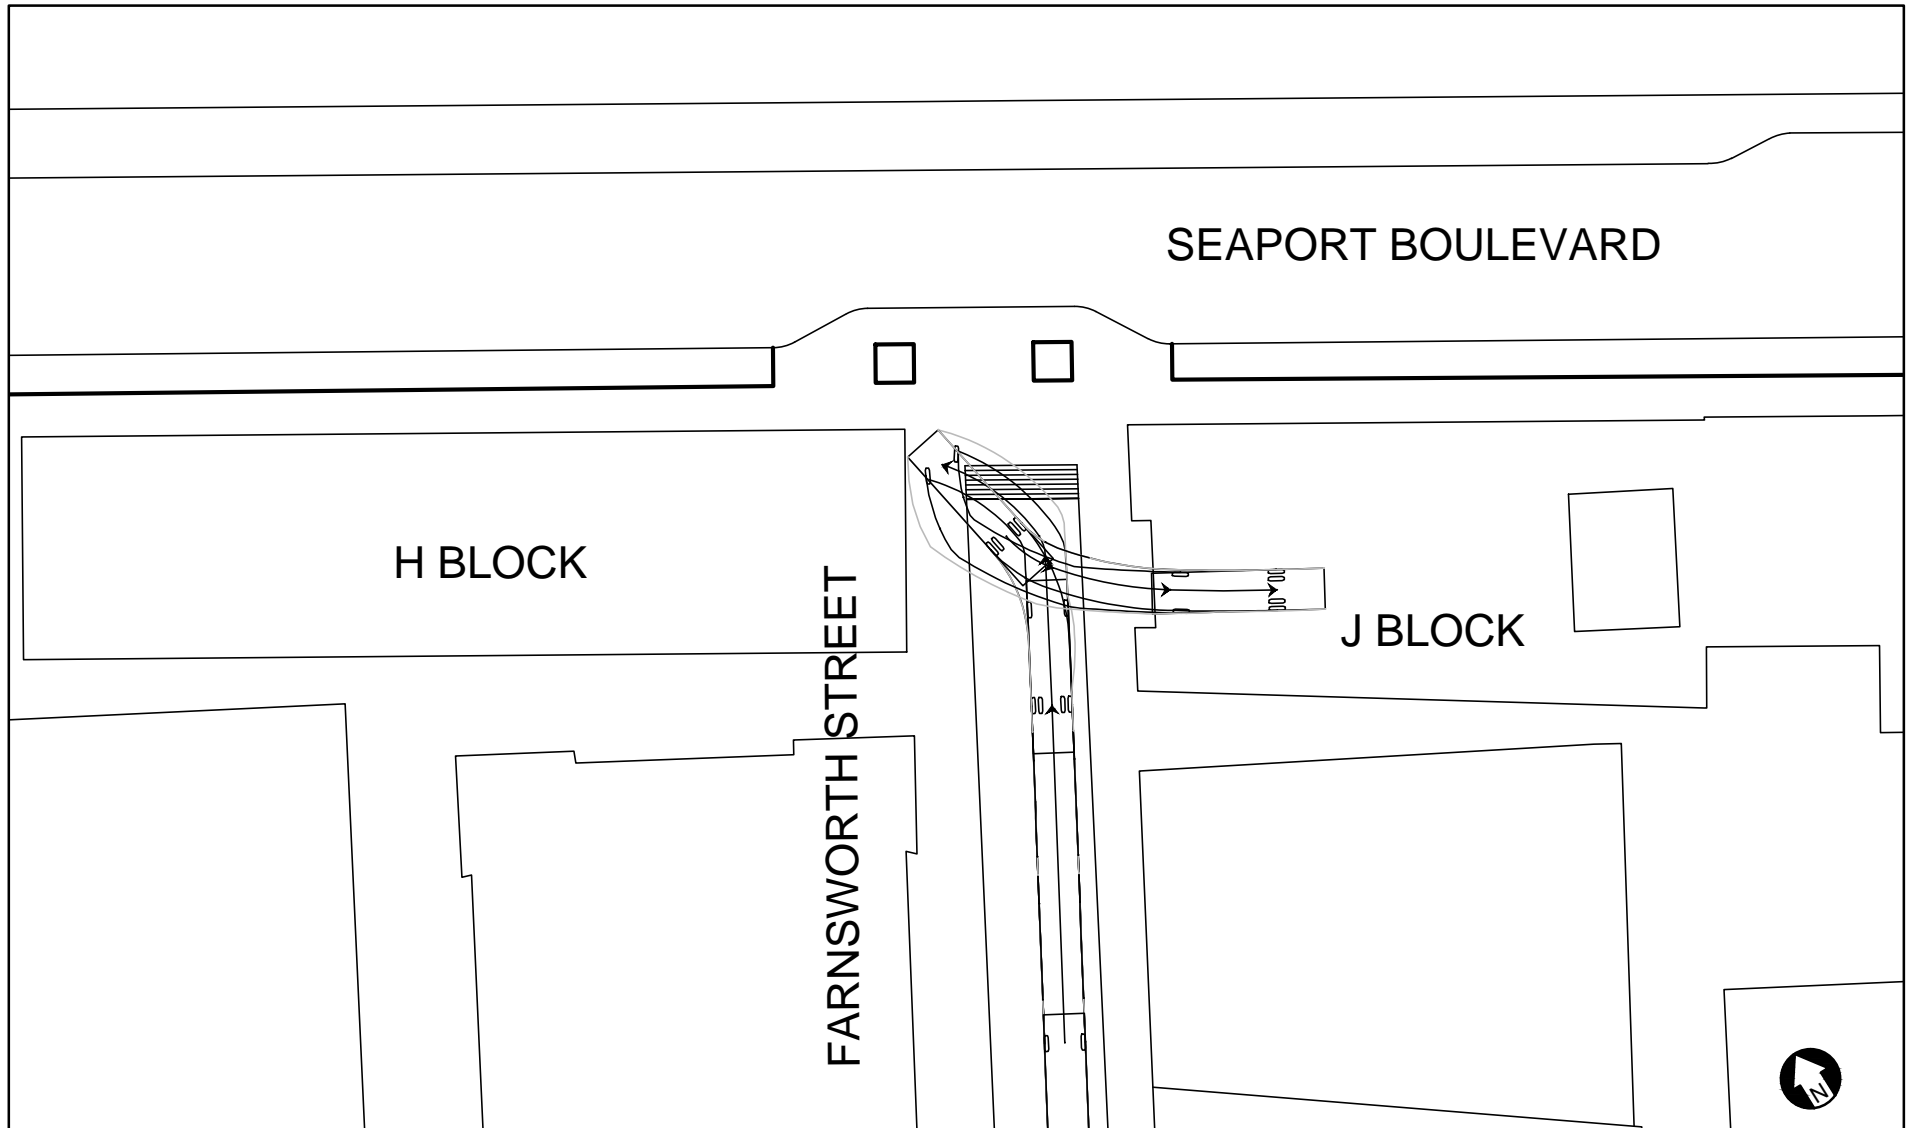 SEAPORT BOULEVARD
H BLOCK
J BLOCK
FARNSWORTH STREET
N